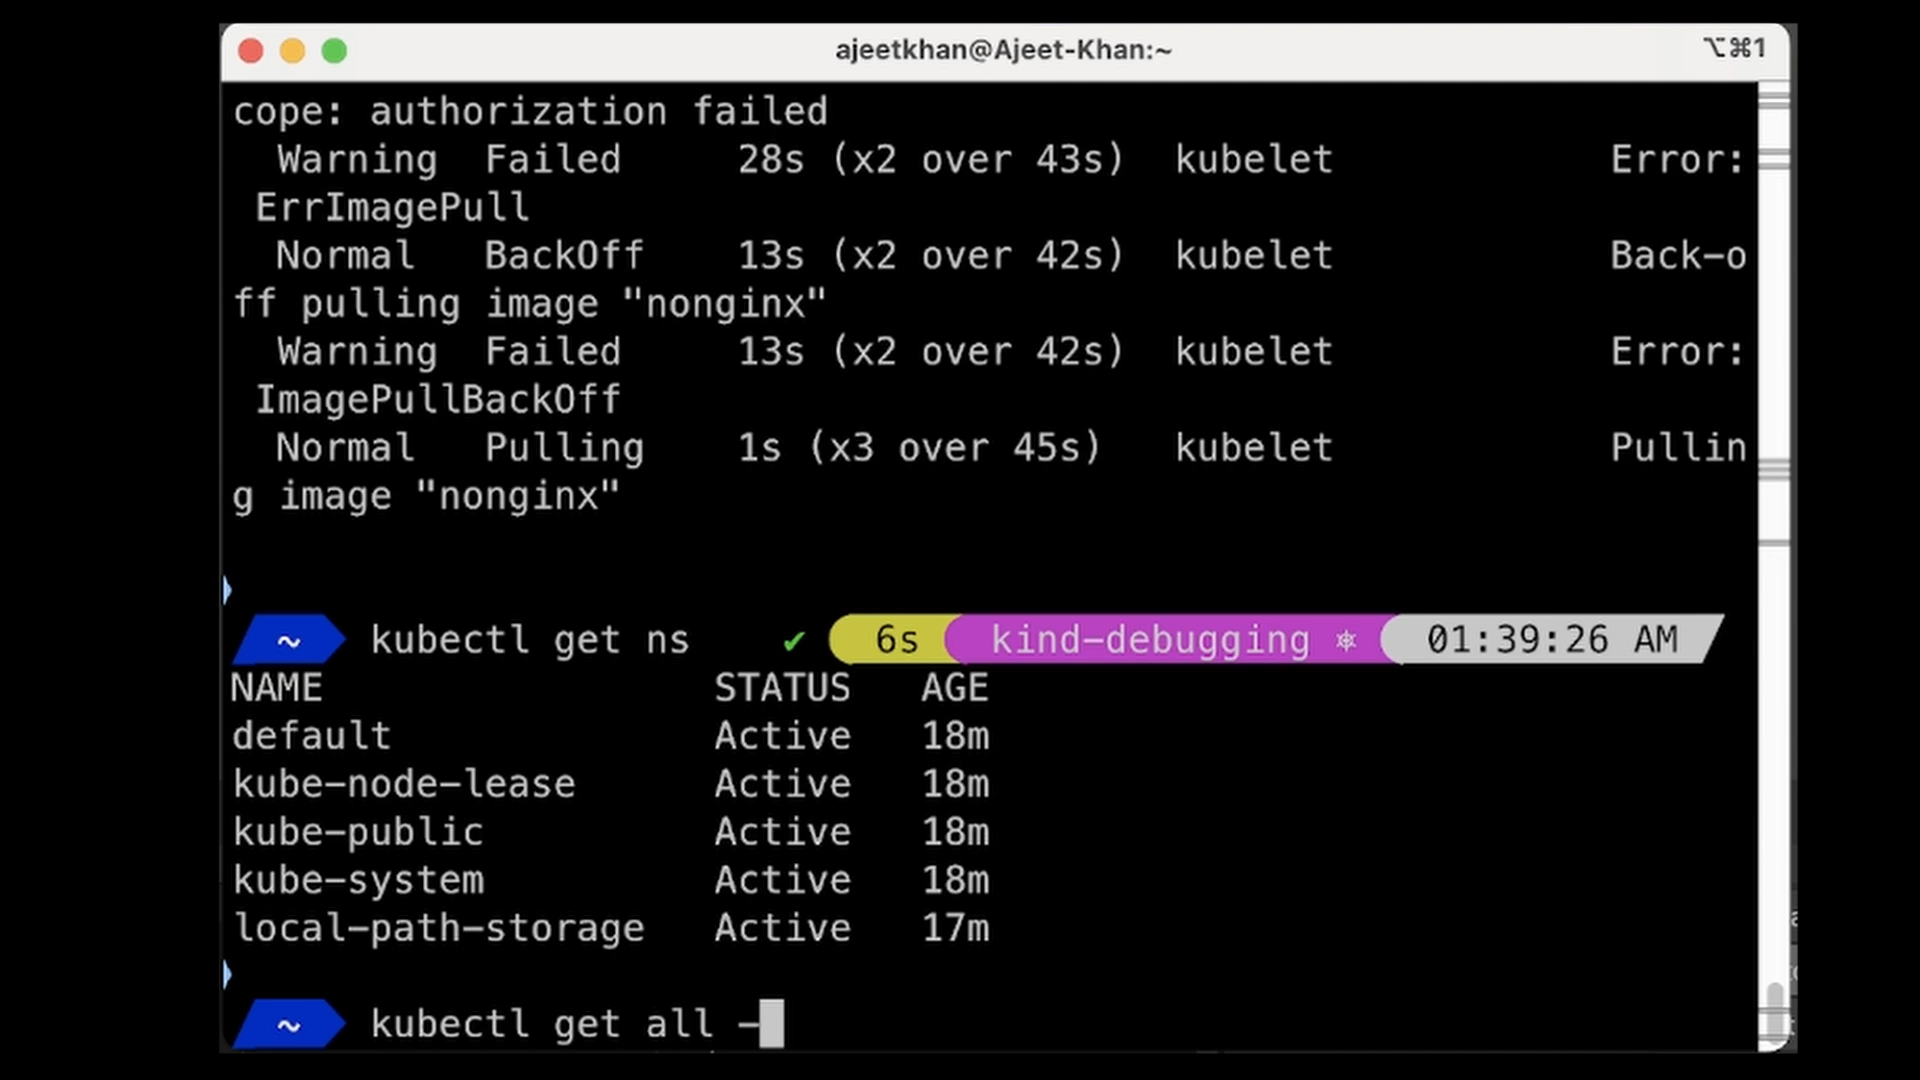 ajeetkhan@Ajeet-Khan:~ ⌥⌘1
cope: authorization failed
Warning Failed 28s (x2 over 43s) kubelet Error:
ErrImagePull
Normal BackOff 13s (x2 over 42s) kubelet Back-o
ff pulling image "nonginx"
Warning Failed 13s (x2 over 42s) kubelet Error:
ImagePullBackOff
Normal Pulling 1s (x3 over 45s) kubelet Pullin
g image "nonginx"
~ kubectl get ns ✔ 6s kind-debugging ⎈ 01:39:26 AM
NAME STATUS AGE
default Active 18m
kube-node-lease Active 18m
kube-public Active 18m
kube-system Active 18m
local-path-storage Active 17m
~ kubectl get all -